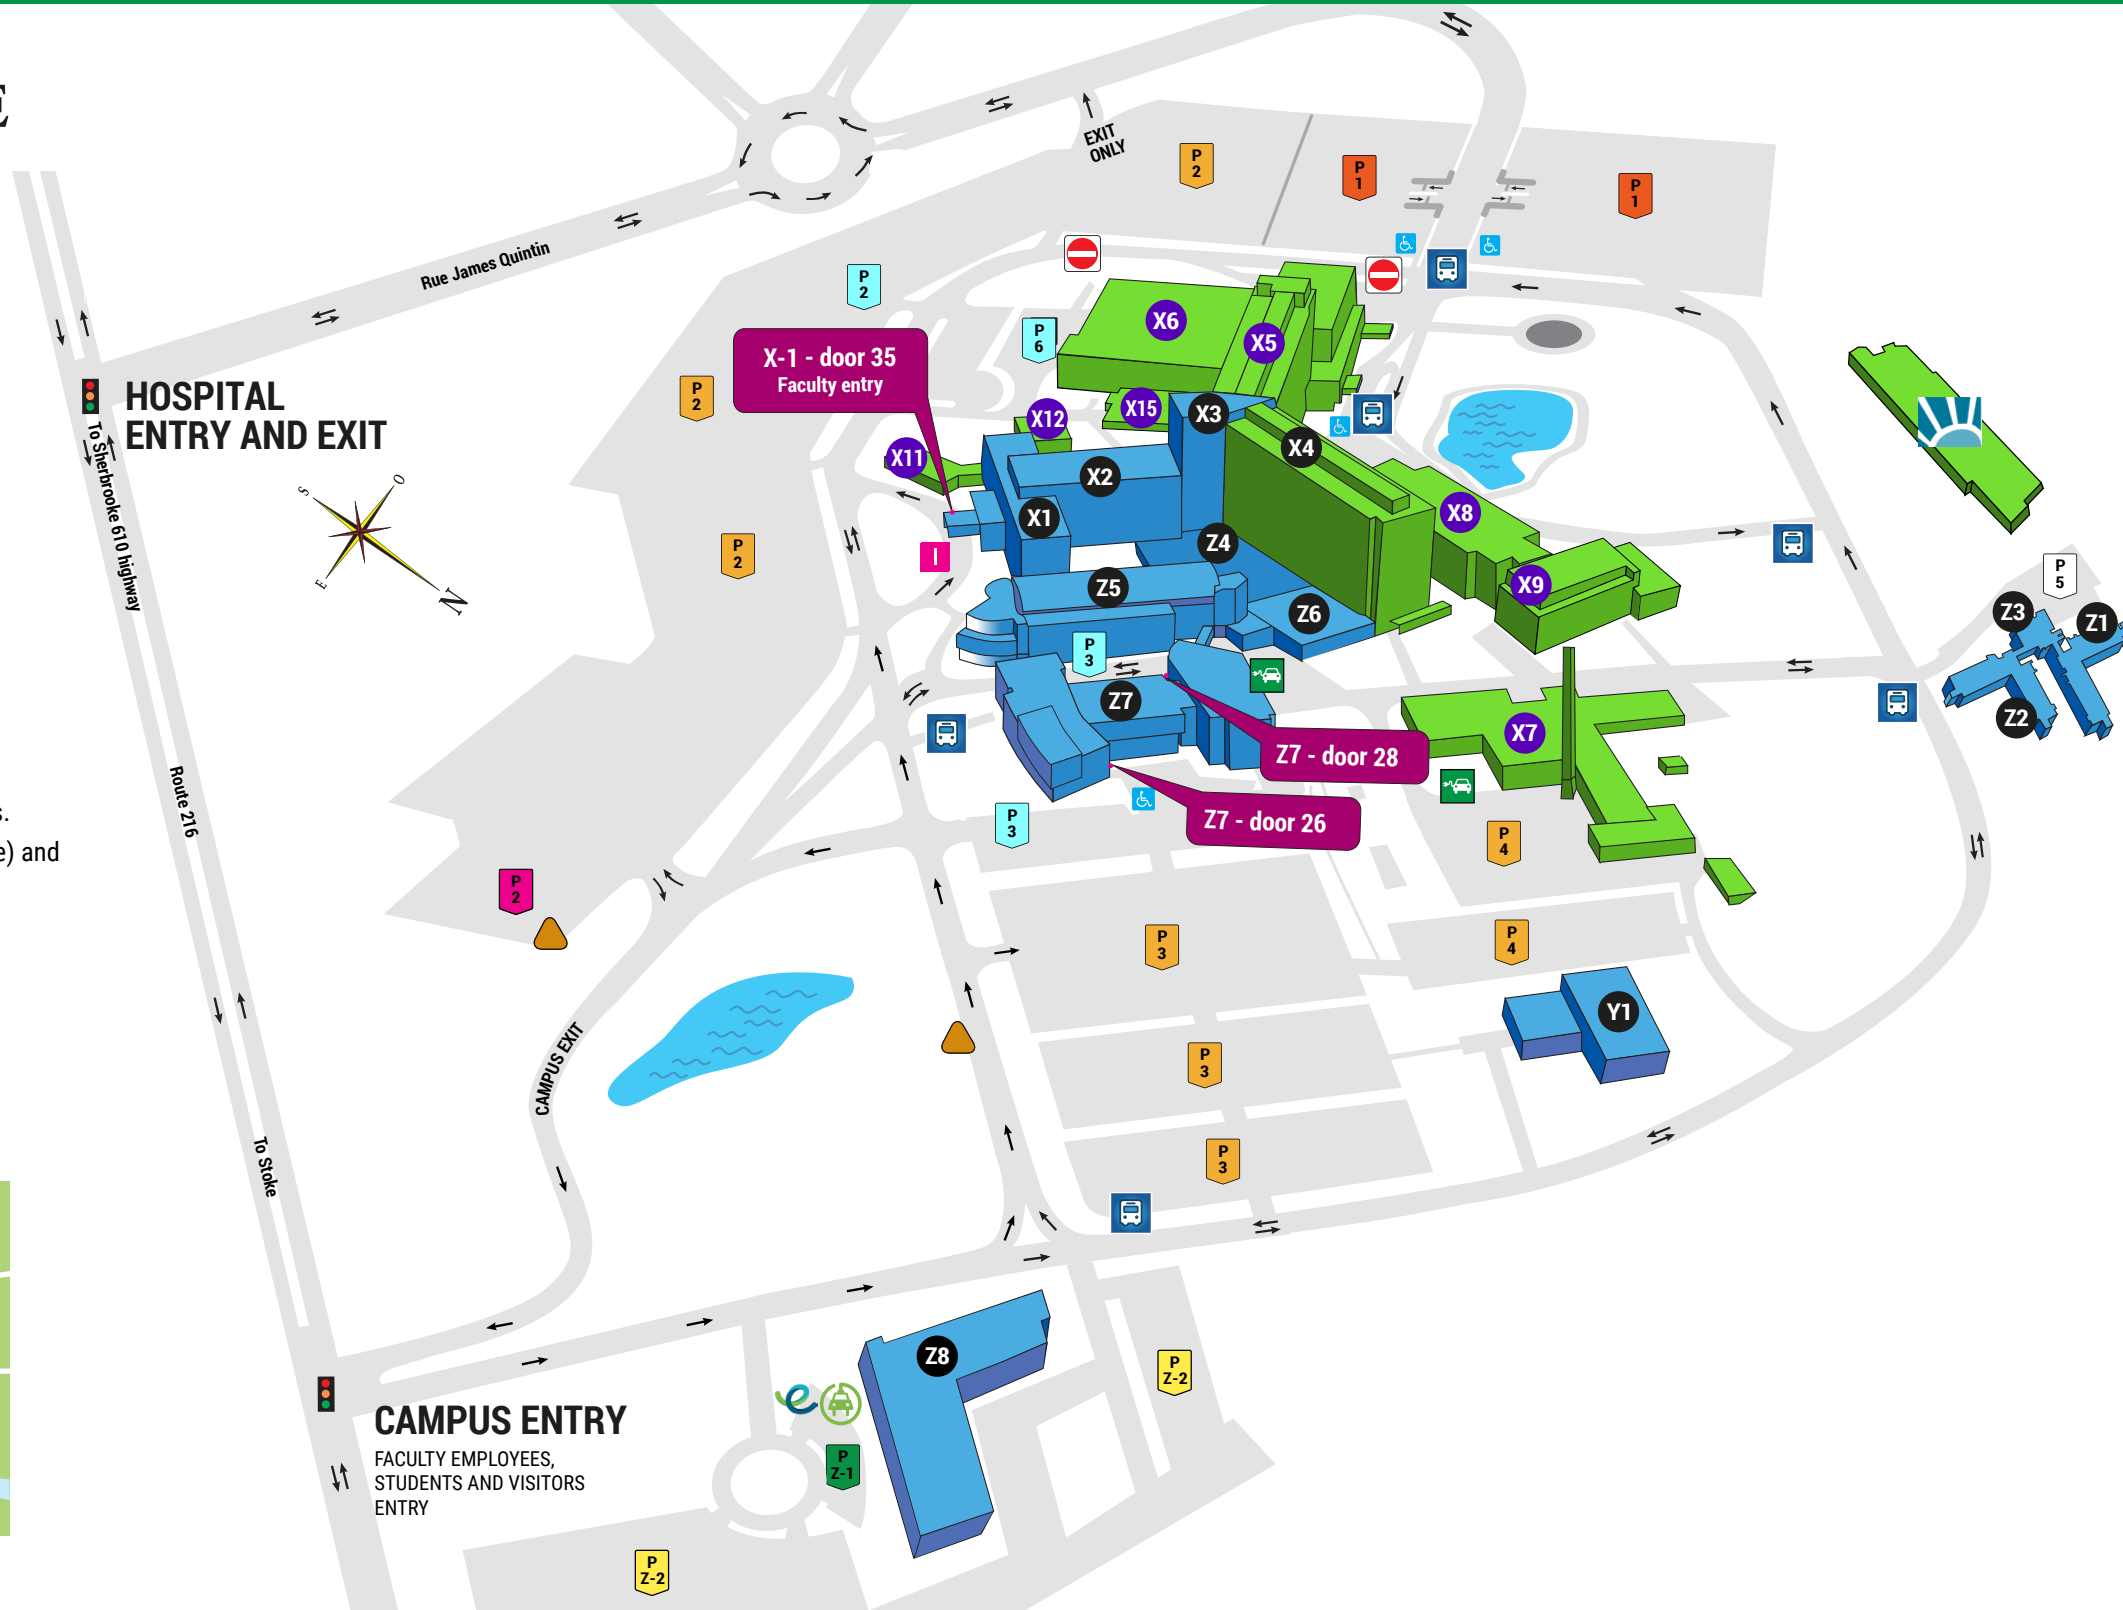 E
EXIT
ONLY
P
2
P
1
P
1
Rue James Quintin
P
2
P
6
X6
X5
X-1 - door 35
Faculty entry
P
2
HOSPITAL
ENTRY AND EXIT
X12
X15
X3
X11
X4
X2
X1
X8
To Sherbrooke 610 highway
S
O
E
N
P
2
I
Z4
Z5
X9
Z6
P
5
Z3
Z1
Z2
P
3
Z7
X7
Z7 - door 28
Z7 - door 26
Route 216
s.
e) and
P
3
P
4
P
2
P
3
P
4
Y1
CAMPUS EXIT
P
3
To Stoke
P
3
Z8
P
Z-2
CAMPUS ENTRY
FACULTY EMPLOYEES,
STUDENTS AND VISITORS
ENTRY
P
Z-1
P
Z-2